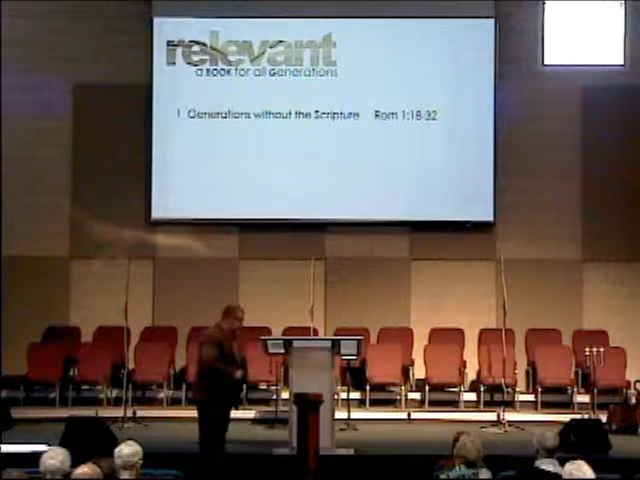 relevant
a BOOK for all Generations
1 Generations without the Scripture Rom 1:18-32